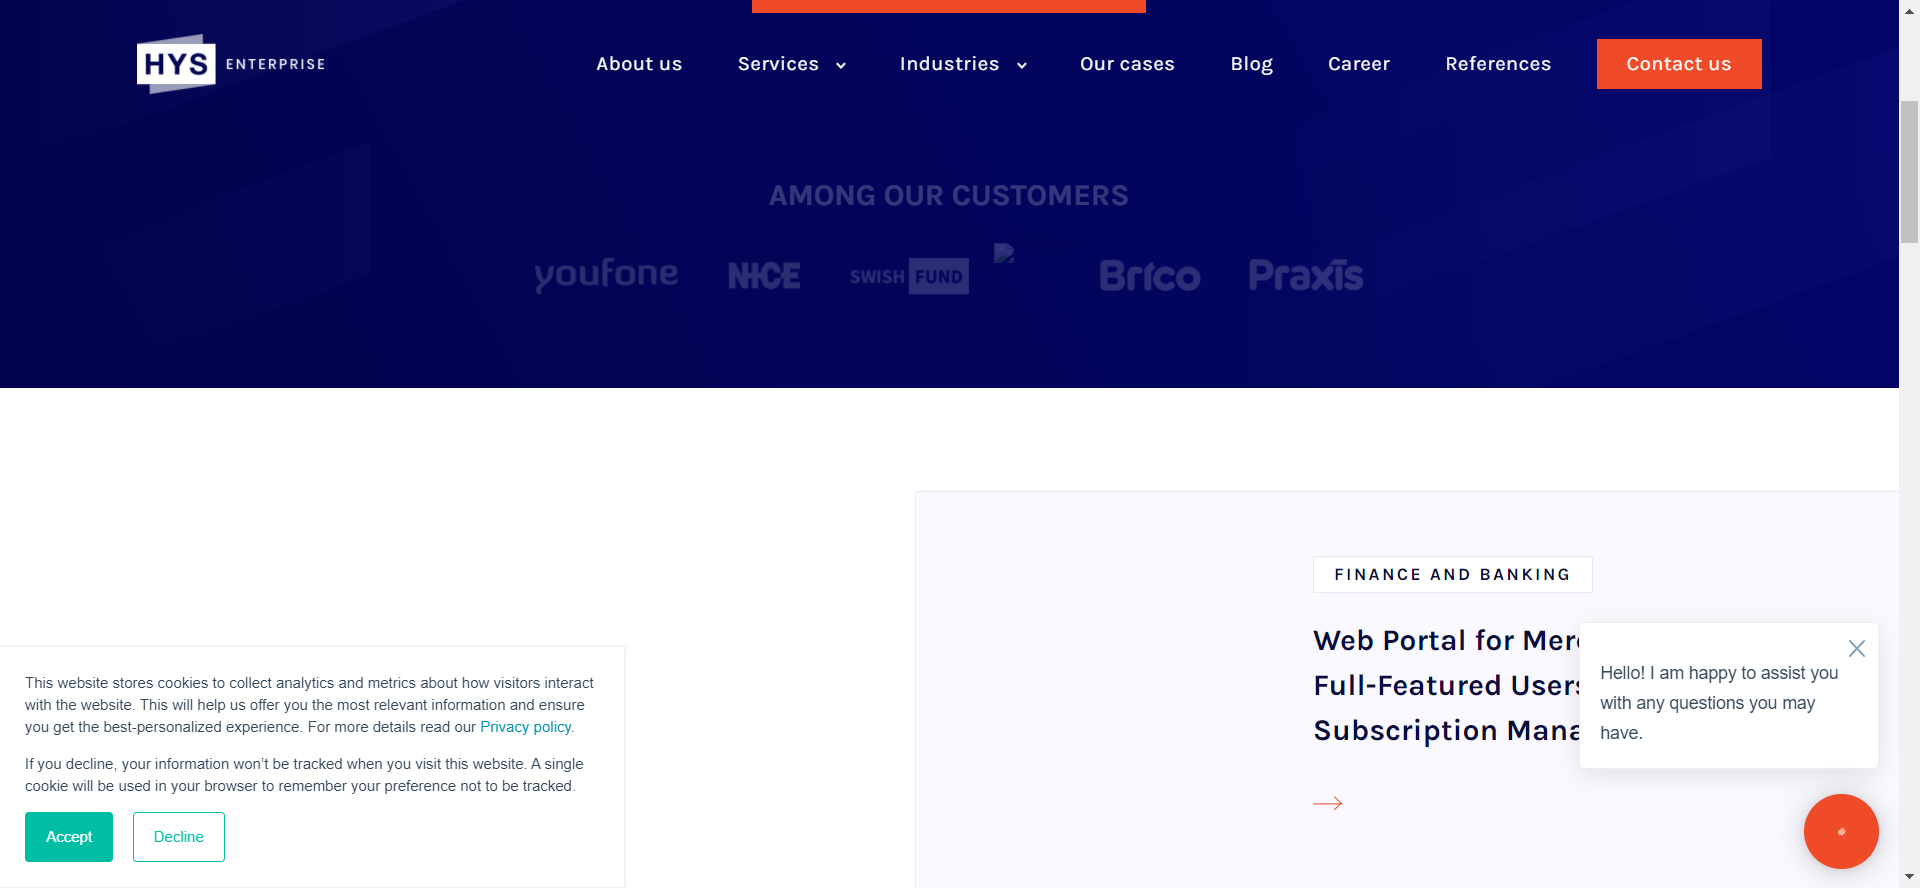 HYS ENTERPRISE
About us
Services
Industries
Our cases
Blog
Career
References
Contact us
AMONG OUR CUSTOMERS
youfone
NICE
SWISH FUND
Brico
Praxis
FINANCE AND BANKING
Web Portal for
Full-Featured
Subscription
Hello! I am happy to assist you
with any questions you may
have.
This website stores cookies to collect analytics and metrics about how visitors interact
with the website. This will help us offer you the most relevant information and ensure
you get the best-personalized experience. For more details read our Privacy policy.
If you decline, your information won’t be tracked when you visit this website. A single
cookie will be used in your browser to remember your preference not to be tracked.
Accept
Decline